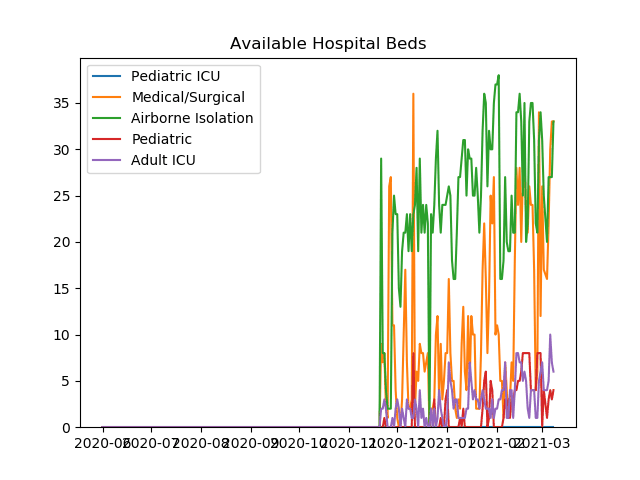 Available Hospital Beds
Pediatric ICU
Medical/Surgical
Airborne Isolation
Pediatric
Adult ICU
35
30
25
20
15
10
5
0
2020-06 2020-07 2020-08 2020-09 2020-10 2020-11 2020-12 2021-01 2021-02 2021-03